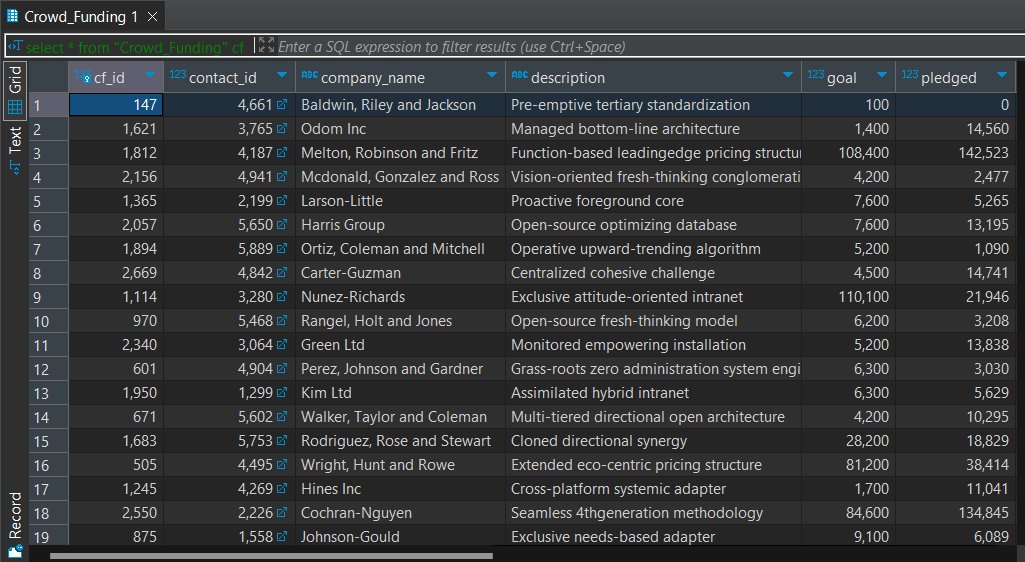 Crowd_Funding 1
select * from "Crowd_Funding" cf Enter a SQL expression to filter results (use Ctrl+Space)
Grid
Text
Record
123 cf_id 123 contact_id ABC company_name ABC description 123 goal 123 pledged
1 147 4,661 Baldwin, Riley and Jackson Pre-emptive tertiary standardization 100 0
2 1,621 3,765 Odom Inc Managed bottom-line architecture 1,400 14,560
3 1,812 4,187 Melton, Robinson and Fritz Function-based leadingedge pricing structu 108,400 142,523
4 2,156 4,941 Mcdonald, Gonzalez and Ross Vision-oriented fresh-thinking conglomerati 4,200 2,477
5 1,365 2,199 Larson-Little Proactive foreground core 7,600 5,265
6 2,057 5,650 Harris Group Open-source optimizing database 7,600 13,195
7 1,894 5,889 Ortiz, Coleman and Mitchell Operative upward-trending algorithm 5,200 1,090
8 2,669 4,842 Carter-Guzman Centralized cohesive challenge 4,500 14,741
9 1,114 3,280 Nunez-Richards Exclusive attitude-oriented intranet 110,100 21,946
10 970 5,468 Rangel, Holt and Jones Open-source fresh-thinking model 6,200 3,208
11 2,340 3,064 Green Ltd Monitored empowering installation 5,200 13,838
12 601 4,904 Perez, Johnson and Gardner Grass-roots zero administration system engi 6,300 3,030
13 1,950 1,299 Kim Ltd Assimilated hybrid intranet 6,300 5,629
14 671 5,602 Walker, Taylor and Coleman Multi-tiered directional open architecture 4,200 10,295
15 1,683 5,753 Rodriguez, Rose and Stewart Cloned directional synergy 28,200 18,829
16 505 4,495 Wright, Hunt and Rowe Extended eco-centric pricing structure 81,200 38,414
17 1,245 4,269 Hines Inc Cross-platform systemic adapter 1,700 11,041
18 2,550 2,226 Cochran-Nguyen Seamless 4thgeneration methodology 84,600 134,845
19 875 1,558 Johnson-Gould Exclusive needs-based adapter 9,100 6,089